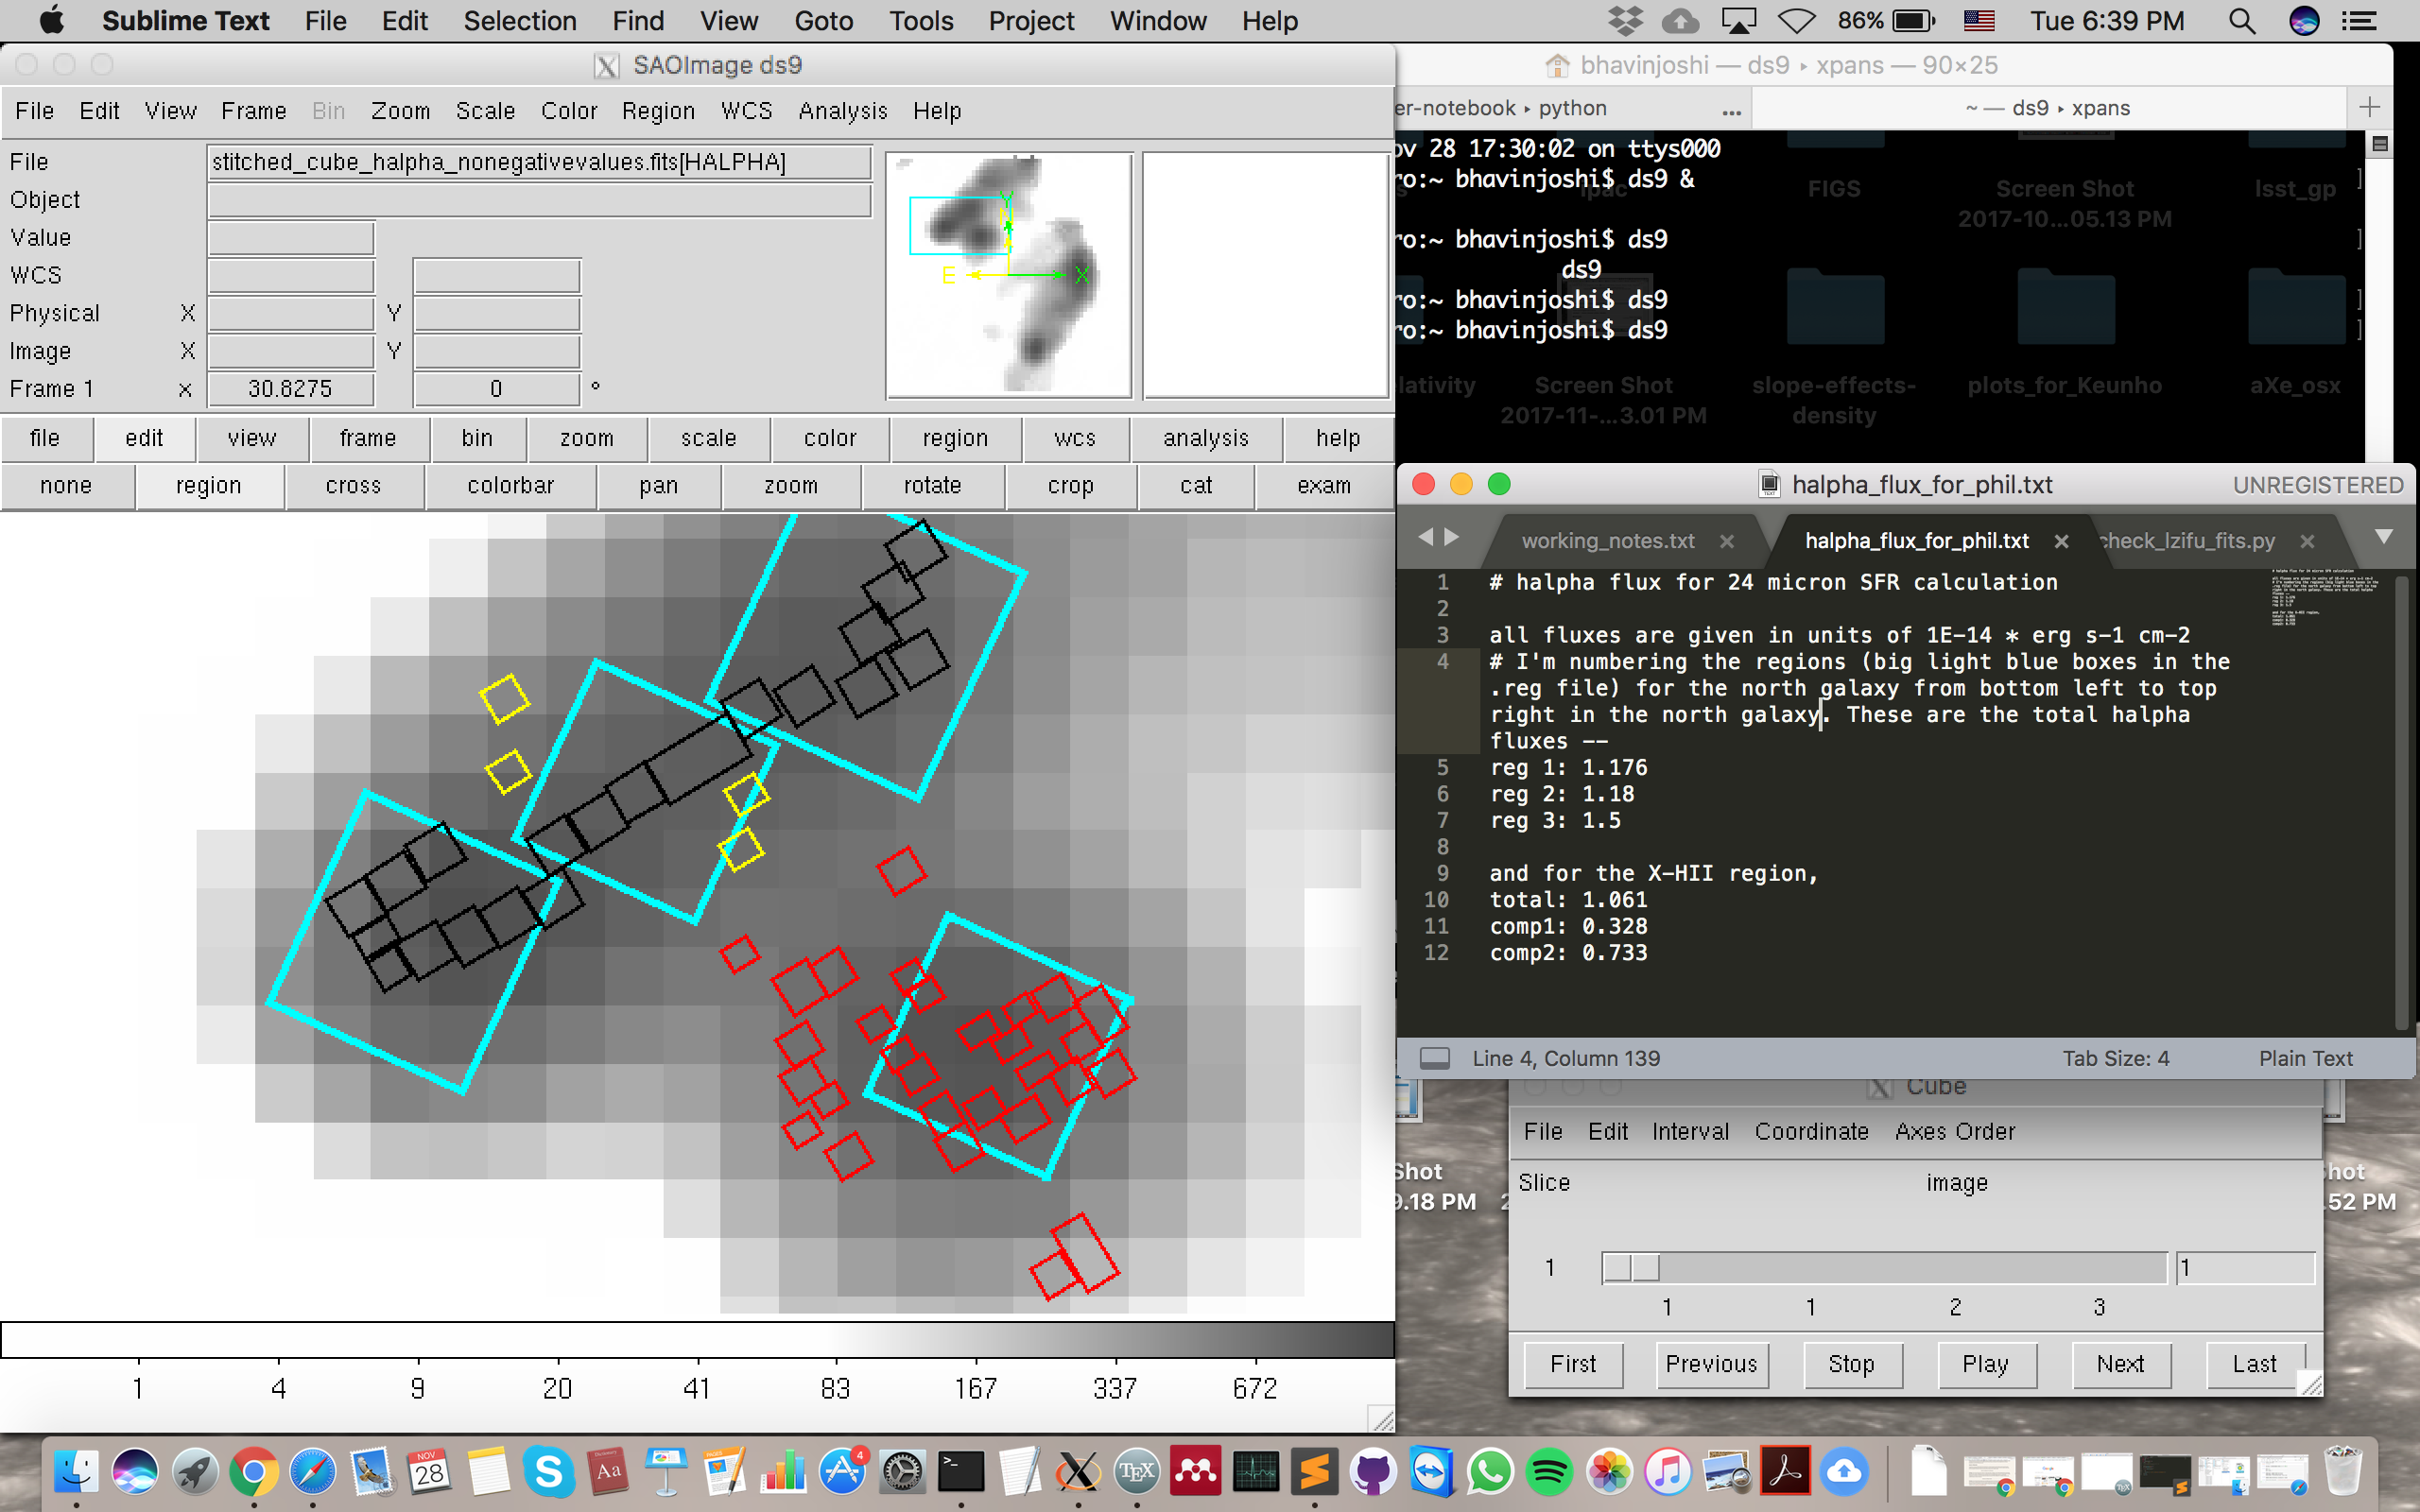 Sublime Text File Edit Selection Find View Goto Tools Project Window Help 86% Tue 6:39 PM
SAOImage ds9
File Edit View Frame Bin Zoom Scale Color Region WCS Analysis Help
File stitched_cube_halpha_nonegativevalues.fits[HALPHA]
Object
Value
WCS
Physical X Y
Image X Y
Frame 1 x 30.8275 0 °
Y
N
E X
file edit view frame bin zoom scale color region wcs analysis help
none region cross colorbar pan zoom rotate crop cat exam
1 4 9 20 41 83 167 337 672
bhavinjoshi — ds9 ▸ xpans — 90×25
er-notebook ▸ python ... ~ — ds9 ▸ xpans
ov 28 17:30:02 on ttys000
ro:~ bhavinjoshi$ ds9 &
ipac FIGS Screen Shot lsst_gp
2017-10...05.13 PM
ro:~ bhavinjoshi$ ds9
ds9
ro:~ bhavinjoshi$ ds9
ro:~ bhavinjoshi$ ds9
lativity Screen Shot slope-effects- plots_for_Keunho aXe_osx
2017-11-...3.01 PM density
halpha_flux_for_phil.txt UNREGISTERED
working_notes.txt halpha_flux_for_phil.txt check_lzifu_fits.py
1 # halpha flux for 24 micron SFR calculation
2
3 all fluxes are given in units of 1E-14 * erg s-1 cm-2
4 # I'm numbering the regions (big light blue boxes in the
.reg file) for the north galaxy from bottom left to top
right in the north galaxy. These are the total halpha
fluxes --
5 reg 1: 1.176
6 reg 2: 1.18
7 reg 3: 1.5
8
9 and for the X-HII region,
10 total: 1.061
11 comp1: 0.328
12 comp2: 0.733
Line 4, Column 139 Tab Size: 4 Plain Text
Cube
File Edit Interval Coordinate Axes Order
Slice image
1 1
1 1 2 3
First Previous Stop Play Next Last
Shot
9.18 PM
hot
.52 PM
NOV
28
Aa
4
TEX